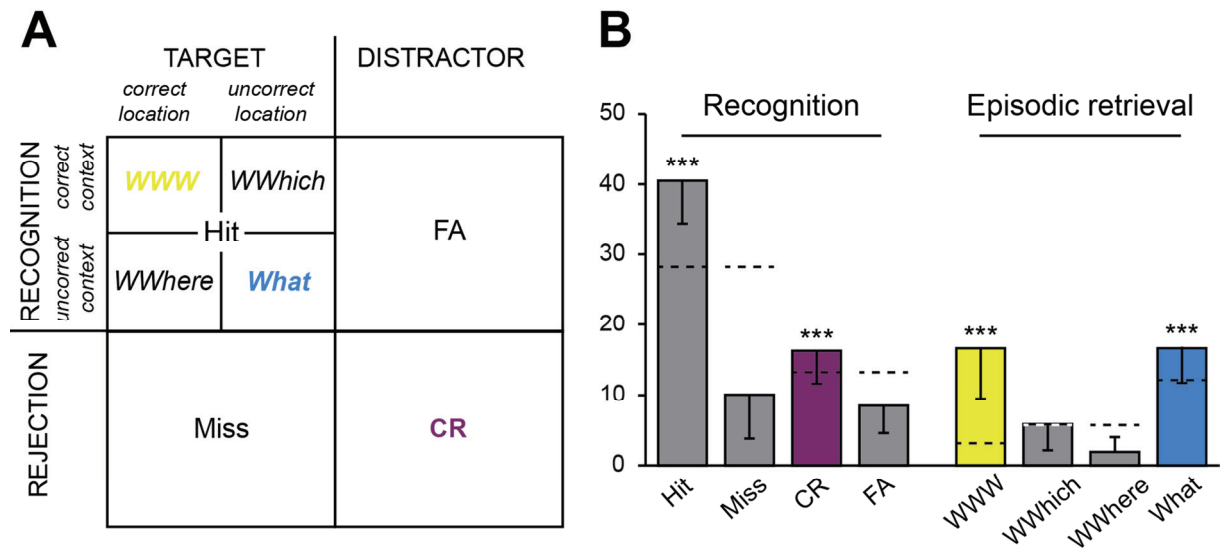 A
TARGET
DISTRACTOR
correct
location
uncorrect
location
RECOGNITION
correct
context
uncorrect
context
WWW
WWhich
Hit
WWhere
What
FA
REJECTION
Miss
CR
B
Recognition
Episodic retrieval
50
40
30
20
10
0
***
***
***
***
Hit
Miss
CR
FA
WWW
WWhich
WWhere
What